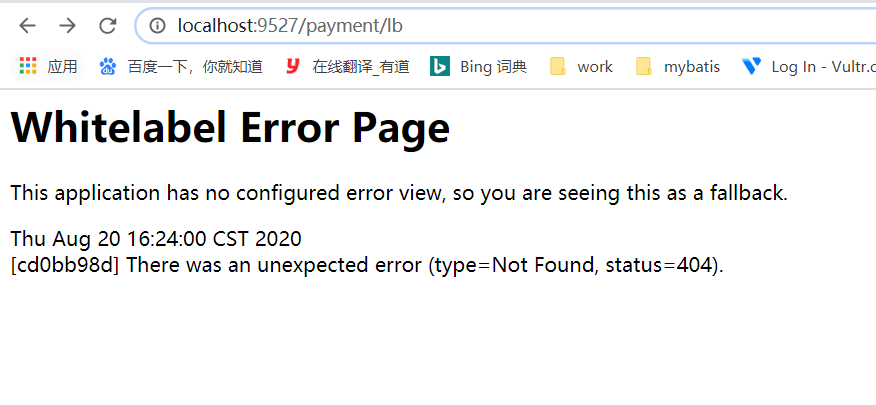 localhost:9527/payment/lb
应用 百度一下，你就知道 在线翻译_有道 Bing 词典 work mybatis Log In - Vultr.c
Whitelabel Error Page
This application has no configured error view, so you are seeing this as a fallback.
Thu Aug 20 16:24:00 CST 2020
[cd0bb98d] There was an unexpected error (type=Not Found, status=404).